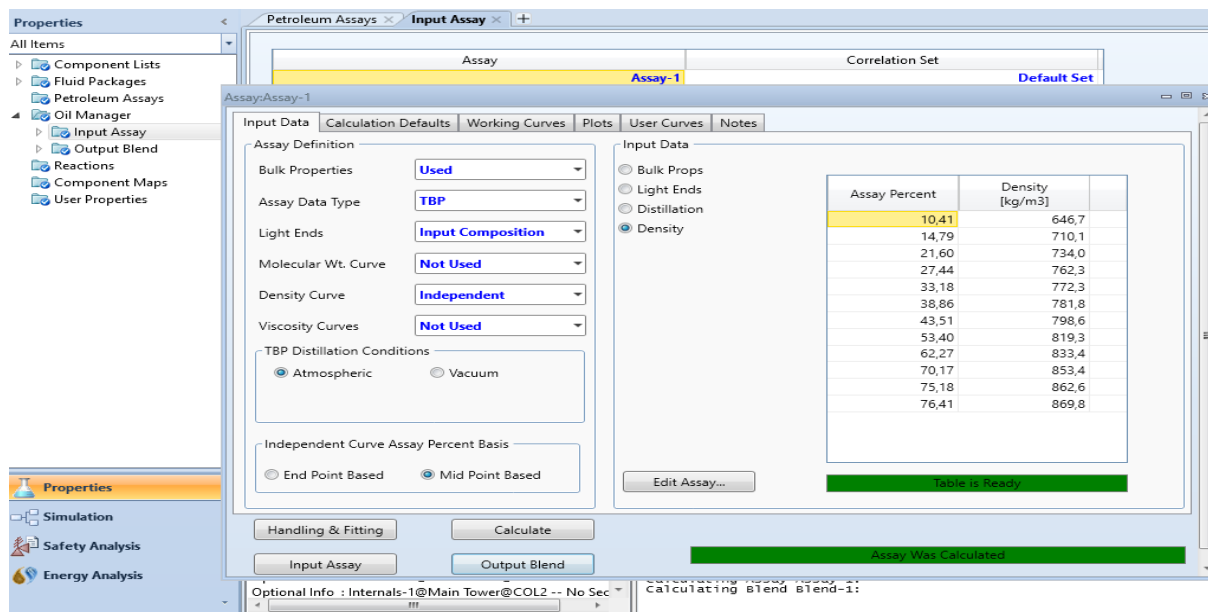 Properties
All Items
Component Lists
Fluid Packages
Petroleum Assays
Oil Manager
Input Assay
Output Blend
Reactions
Component Maps
User Properties
Properties
Simulation
Safety Analysis
Energy Analysis
Petroleum Assays Input Assay +
Assay Correlation Set
Assay-1 Default Set
Assay:Assay-1
Input Data Calculation Defaults Working Curves Plots User Curves Notes
Assay Definition
Bulk Properties Used
Assay Data Type TBP
Light Ends Input Composition
Molecular Wt. Curve Not Used
Density Curve Independent
Viscosity Curves Not Used
TBP Distillation Conditions
Atmospheric Vacuum
Independent Curve Assay Percent Basis
End Point Based Mid Point Based
Input Data
Bulk Props
Light Ends
Distillation
Density
Assay Percent Density [kg/m3]
10,41 646,7
14,79 710,1
21,60 734,0
27,44 762,3
33,18 772,3
38,86 781,8
43,51 798,6
53,40 819,3
62,27 833,4
70,17 853,4
75,18 862,6
76,41 869,8
Edit Assay... Table is Ready
Handling & Fitting Calculate
Input Assay Output Blend
Assay Was Calculated
Optional Info : Internals-1@Main Tower@COL2 -- No Sec
Calculating Assay Assay-1:
Calculating Blend Blend-1: